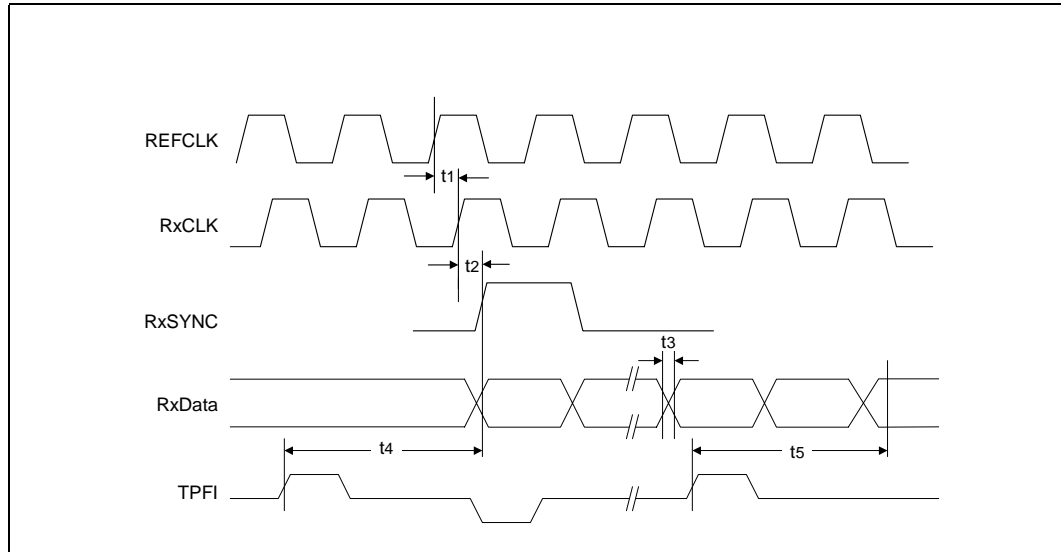 REFCLK
t1
RxCLK
t2
RxSYNC
t3
RxData
t4
t5
TPFI